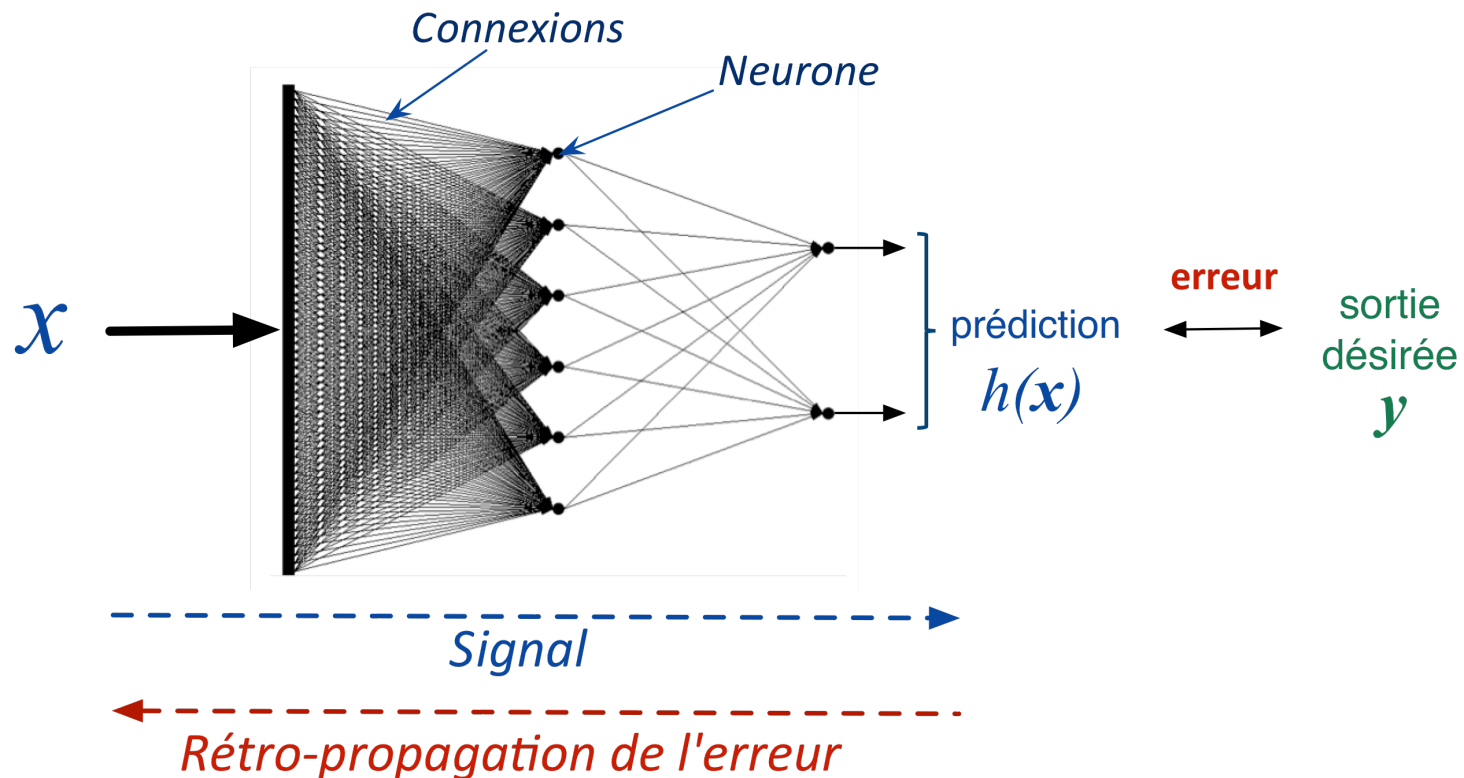 Connexions
Neurone
x
erreur
prédiction
h(x)
sortie
désirée
y
Signal
Rétro-propagation de l'erreur